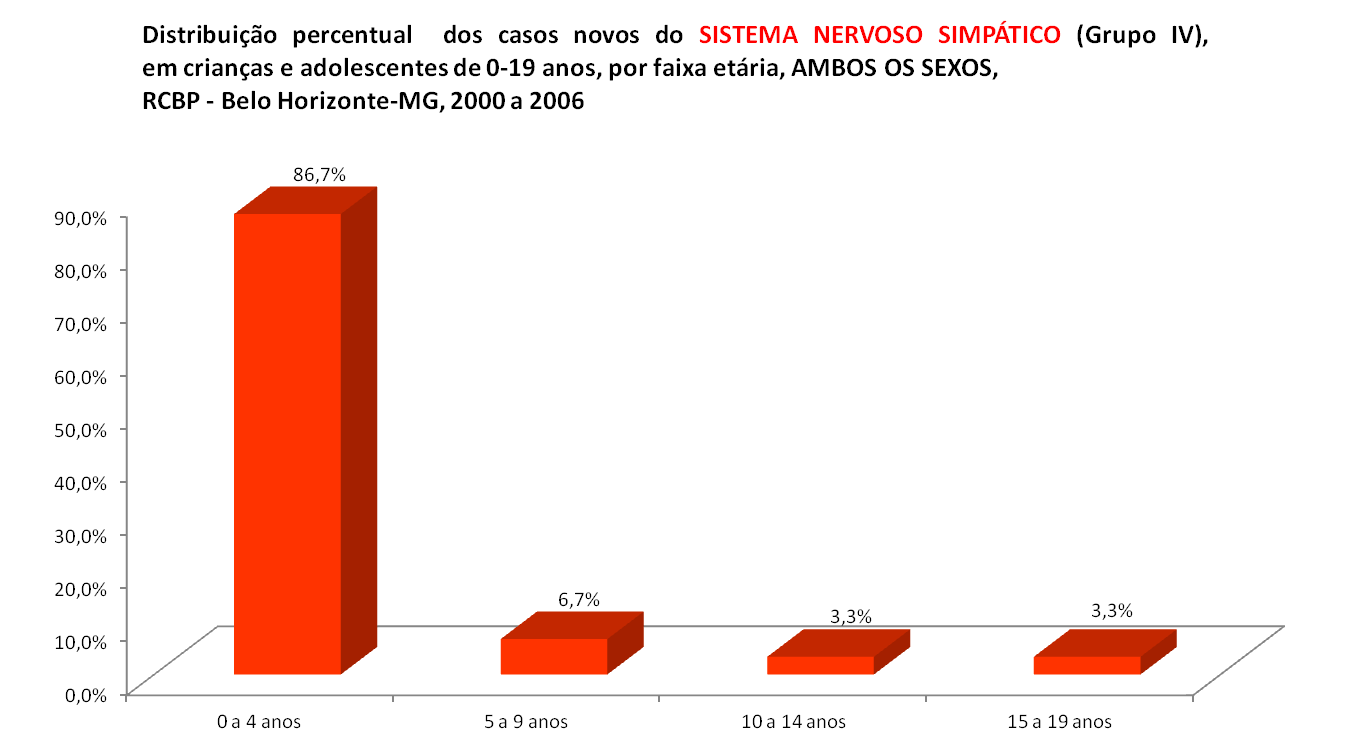 Distribuição percentual dos casos novos do SISTEMA NERVOSO SIMPÁTICO (Grupo IV),
em crianças e adolescentes de 0-19 anos, por faixa etária, AMBOS OS SEXOS,
RCBP - Belo Horizonte-MG, 2000 a 2006
86,7%
90,0%
80,0%
70,0%
60,0%
50,0%
40,0%
30,0%
20,0%
10,0%
0,0%
6,7%
3,3%
3,3%
0 a 4 anos
5 a 9 anos
10 a 14 anos
15 a 19 anos